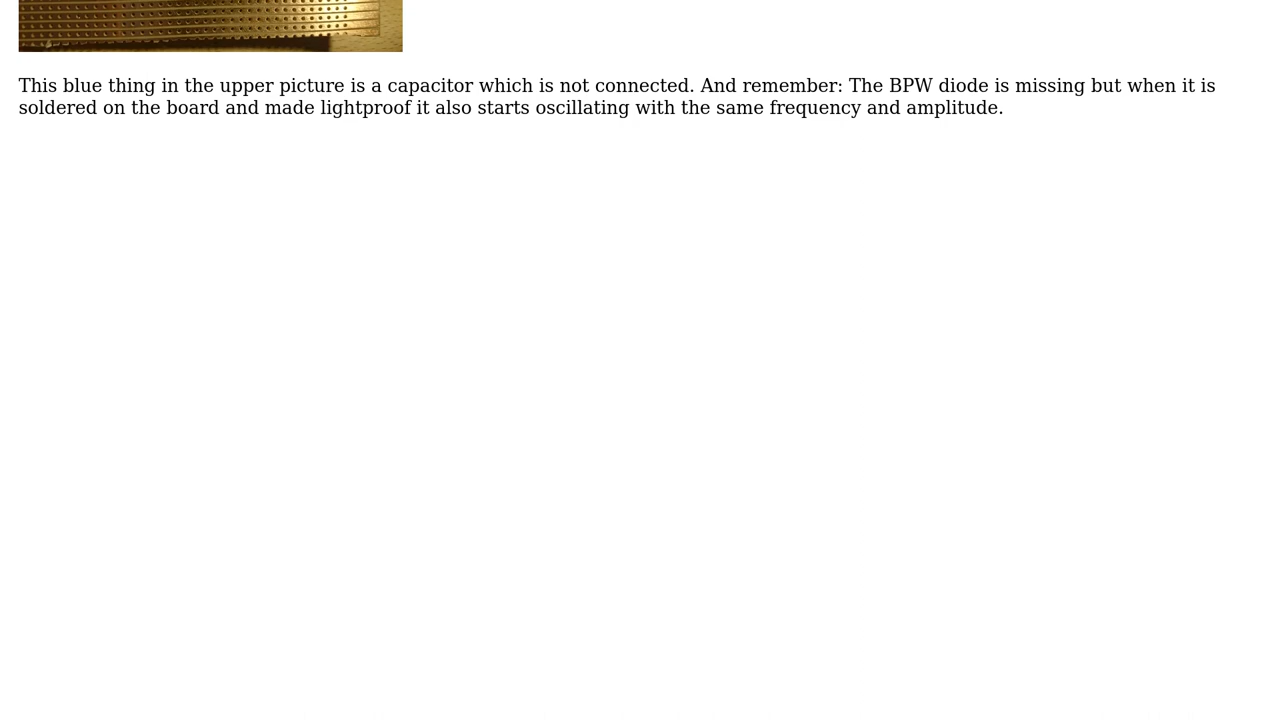 This blue thing in the upper picture is a capacitor which is not connected. And remember: The BPW diode is missing but when it is
soldered on the board and made lightproof it also starts oscillating with the same frequency and amplitude.